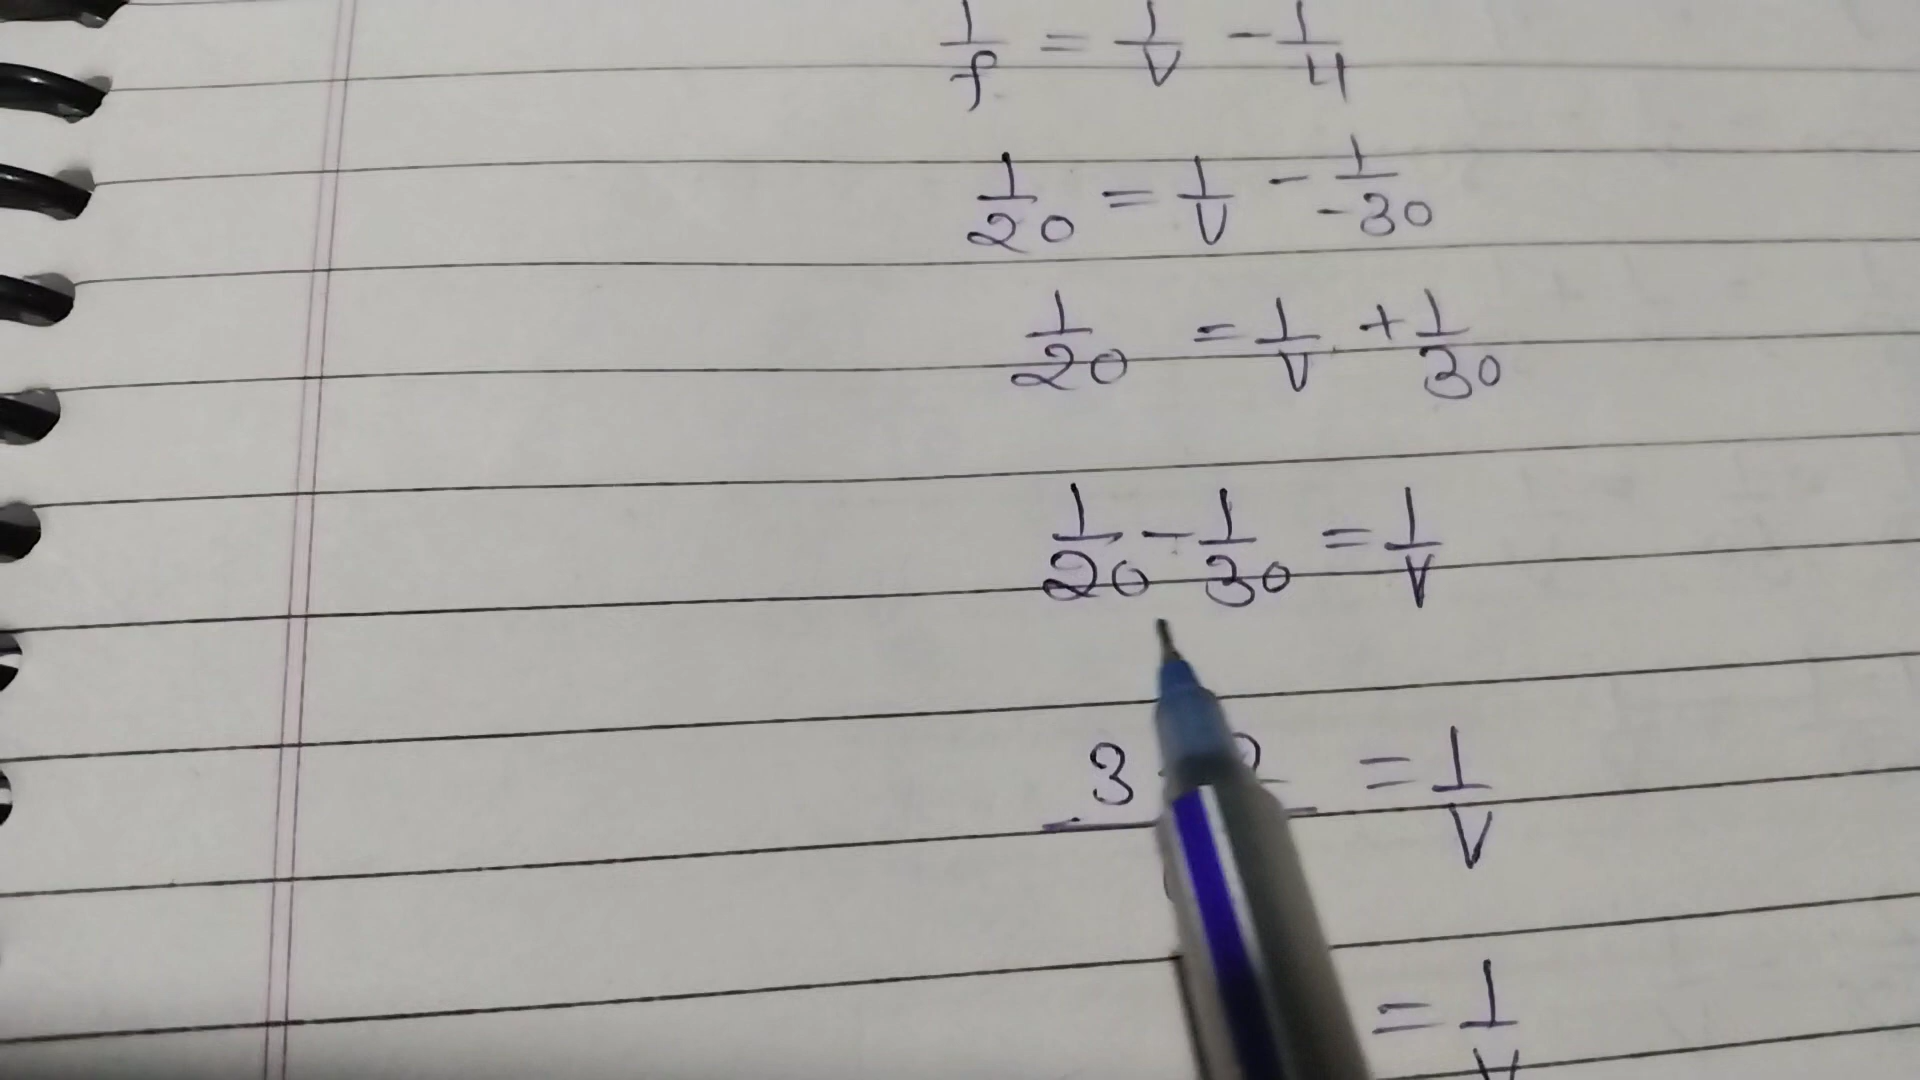 1/f = 1/v - 1/u
1/20 = 1/v - 1/-30
1/20 = 1/v + 1/30
1/20 - 1/30 = 1/v
3 = 1/v
= 1/v